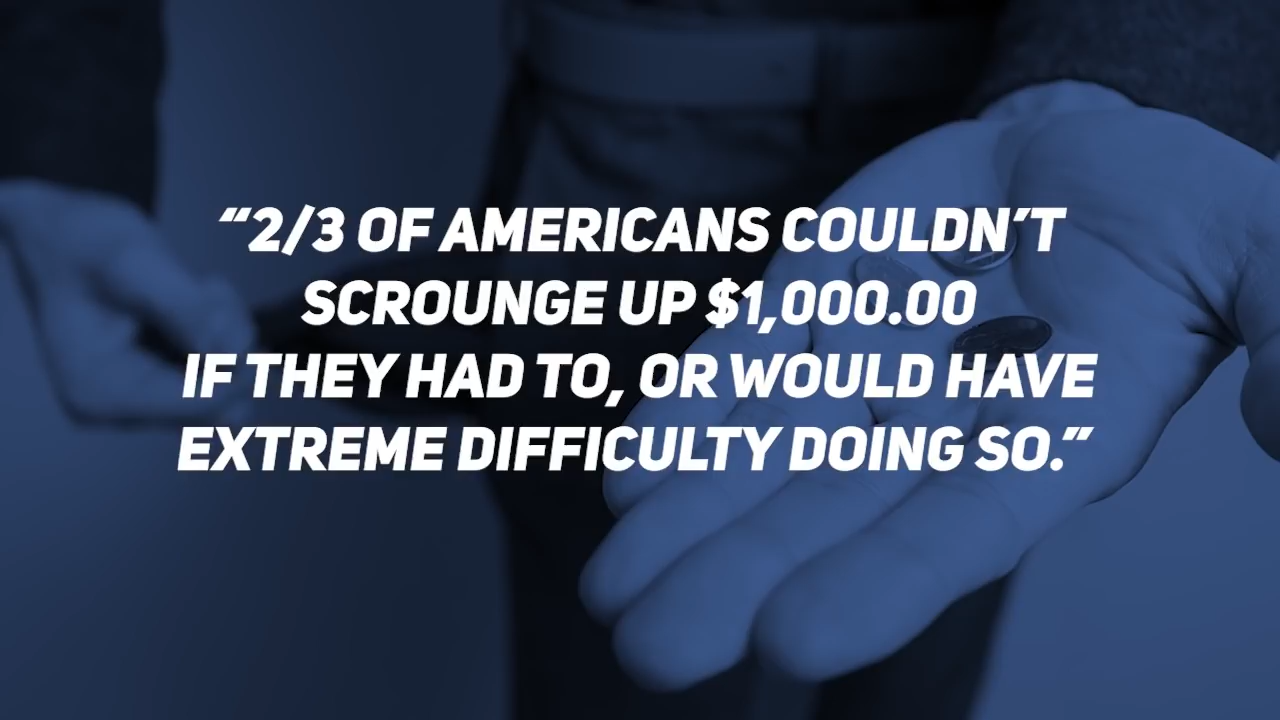 “2/3 OF AMERICANS COULDN’T
SCROUNGE UP $1,000.00
IF THEY HAD TO, OR WOULD HAVE
EXTREME DIFFICULTY DOING SO.”